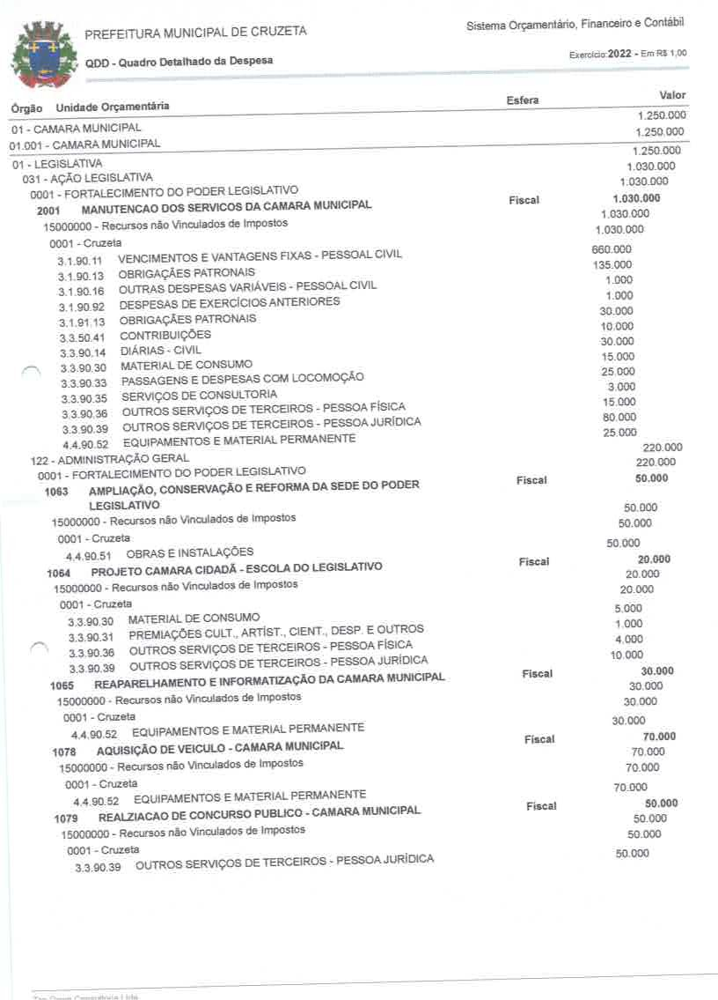 PREFEITURA MUNICIPAL DE CRUZETA
Sistema Orçamentário, Financeiro e Contábil
QDD - Quadro Detalhado da Despesa
Exercício:2022 - Em R$ 1,00
Órgão Unidade Orçamentária Esfera Valor
01 - CAMARA MUNICIPAL 1.250.000
01.001 - CAMARA MUNICIPAL 1.250.000
01 - LEGISLATIVA 1.250.000
031 - AÇÃO LEGISLATIVA 1.030.000
0001 - FORTALECIMENTO DO PODER LEGISLATIVO 1.030.000
2001 MANUTENCAO DOS SERVICOS DA CAMARA MUNICIPAL Fiscal 1.030.000
15000000 - Recursos não Vinculados de Impostos 1.030.000
0001 - Cruzeta 1.030.000
3.1.90.11 VENCIMENTOS E VANTAGENS FIXAS - PESSOAL CIVIL 660.000
3.1.90.13 OBRIGAÇÃES PATRONAIS 135.000
3.1.90.16 OUTRAS DESPESAS VARIÁVEIS - PESSOAL CIVIL 1.000
3.1.90.92 DESPESAS DE EXERCÍCIOS ANTERIORES 1.000
3.1.91.13 OBRIGAÇÃES PATRONAIS 30.000
3.3.50.41 CONTRIBUIÇÕES 10.000
3.3.90.14 DIÁRIAS - CIVIL 30.000
3.3.90.30 MATERIAL DE CONSUMO 15.000
3.3.90.33 PASSAGENS E DESPESAS COM LOCOMOÇÃO 25.000
3.3.90.35 SERVIÇOS DE CONSULTORIA 3.000
3.3.90.36 OUTROS SERVIÇOS DE TERCEIROS - PESSOA FÍSICA 15.000
3.3.90.39 OUTROS SERVIÇOS DE TERCEIROS - PESSOA JURÍDICA 80.000
4.4.90.52 EQUIPAMENTOS E MATERIAL PERMANENTE 25.000
122 - ADMINISTRAÇÃO GERAL 220.000
0001 - FORTALECIMENTO DO PODER LEGISLATIVO 220.000
1063 AMPLIAÇÃO, CONSERVAÇÃO E REFORMA DA SEDE DO PODER Fiscal 50.000
LEGISLATIVO
15000000 - Recursos não Vinculados de Impostos 50.000
0001 - Cruzeta 50.000
4.4.90.51 OBRAS E INSTALAÇÕES 50.000
1064 PROJETO CAMARA CIDADÃ - ESCOLA DO LEGISLATIVO Fiscal 20.000
15000000 - Recursos não Vinculados de Impostos 20.000
0001 - Cruzeta 20.000
3.3.90.30 MATERIAL DE CONSUMO 5.000
3.3.90.31 PREMIAÇÕES CULT., ARTÍST., CIENT., DESP. E OUTROS 1.000
3.3.90.36 OUTROS SERVIÇOS DE TERCEIROS - PESSOA FÍSICA 4.000
3.3.90.39 OUTROS SERVIÇOS DE TERCEIROS - PESSOA JURÍDICA 10.000
1065 REAPARELHAMENTO E INFORMATIZAÇÃO DA CAMARA MUNICIPAL Fiscal 30.000
15000000 - Recursos não Vinculados de Impostos 30.000
0001 - Cruzeta 30.000
4.4.90.52 EQUIPAMENTOS E MATERIAL PERMANENTE 30.000
1078 AQUISIÇÃO DE VEICULO - CAMARA MUNICIPAL Fiscal 70.000
15000000 - Recursos não Vinculados de Impostos 70.000
0001 - Cruzeta 70.000
4.4.90.52 EQUIPAMENTOS E MATERIAL PERMANENTE 70.000
1079 REALZIACAO DE CONCURSO PUBLICO - CAMARA MUNICIPAL Fiscal 50.000
15000000 - Recursos não Vinculados de Impostos 50.000
0001 - Cruzeta 50.000
3.3.90.39 OUTROS SERVIÇOS DE TERCEIROS - PESSOA JURÍDICA 50.000